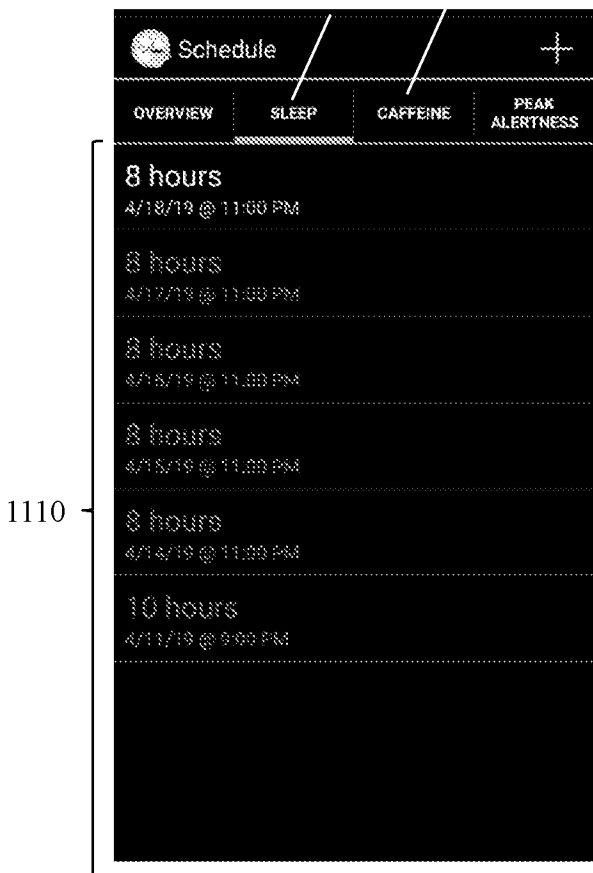 Schedule
OVERVIEW SLEEP CAFFEINE PEAK ALERTNESS
8 hours
4/18/19 @ 11:00 PM
8 hours
4/17/19 @ 11:00 PM
8 hours
4/16/19 @ 11:00 PM
8 hours
4/15/19 @ 11:00 PM
1110
8 hours
4/14/19 @ 11:00 PM
10 hours
4/11/19 @ 9:00 PM